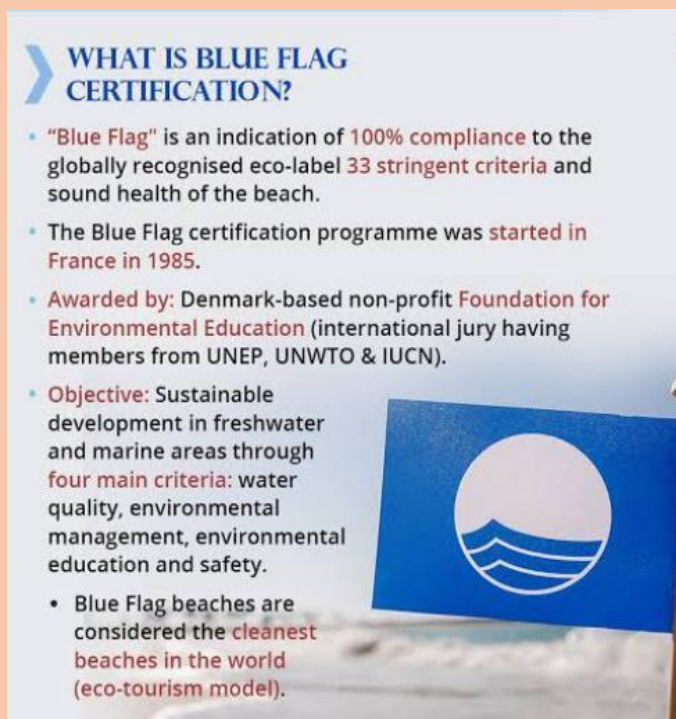 WHAT IS BLUE FLAG
CERTIFICATION?
• "Blue Flag" is an indication of 100% compliance to the
globally recognised eco-label 33 stringent criteria and
sound health of the beach.
• The Blue Flag certification programme was started in
France in 1985.
• Awarded by: Denmark-based non-profit Foundation for
Environmental Education (international jury having
members from UNEP, UNWTO & IUCN).
• Objective: Sustainable
development in freshwater
and marine areas through
four main criteria: water
quality, environmental
management, environmental
education and safety.
• Blue Flag beaches are
considered the cleanest
beaches in the world
(eco-tourism model).